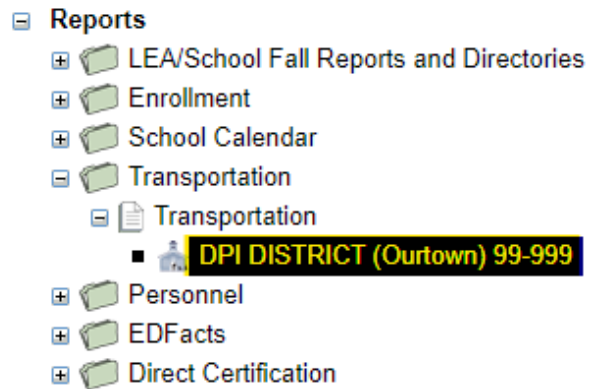 Reports
LEA/School Fall Reports and Directories
Enrollment
School Calendar
Transportation
Transportation
DPI DISTRICT (Ourtown) 99-999
Personnel
EDFacts
Direct Certification